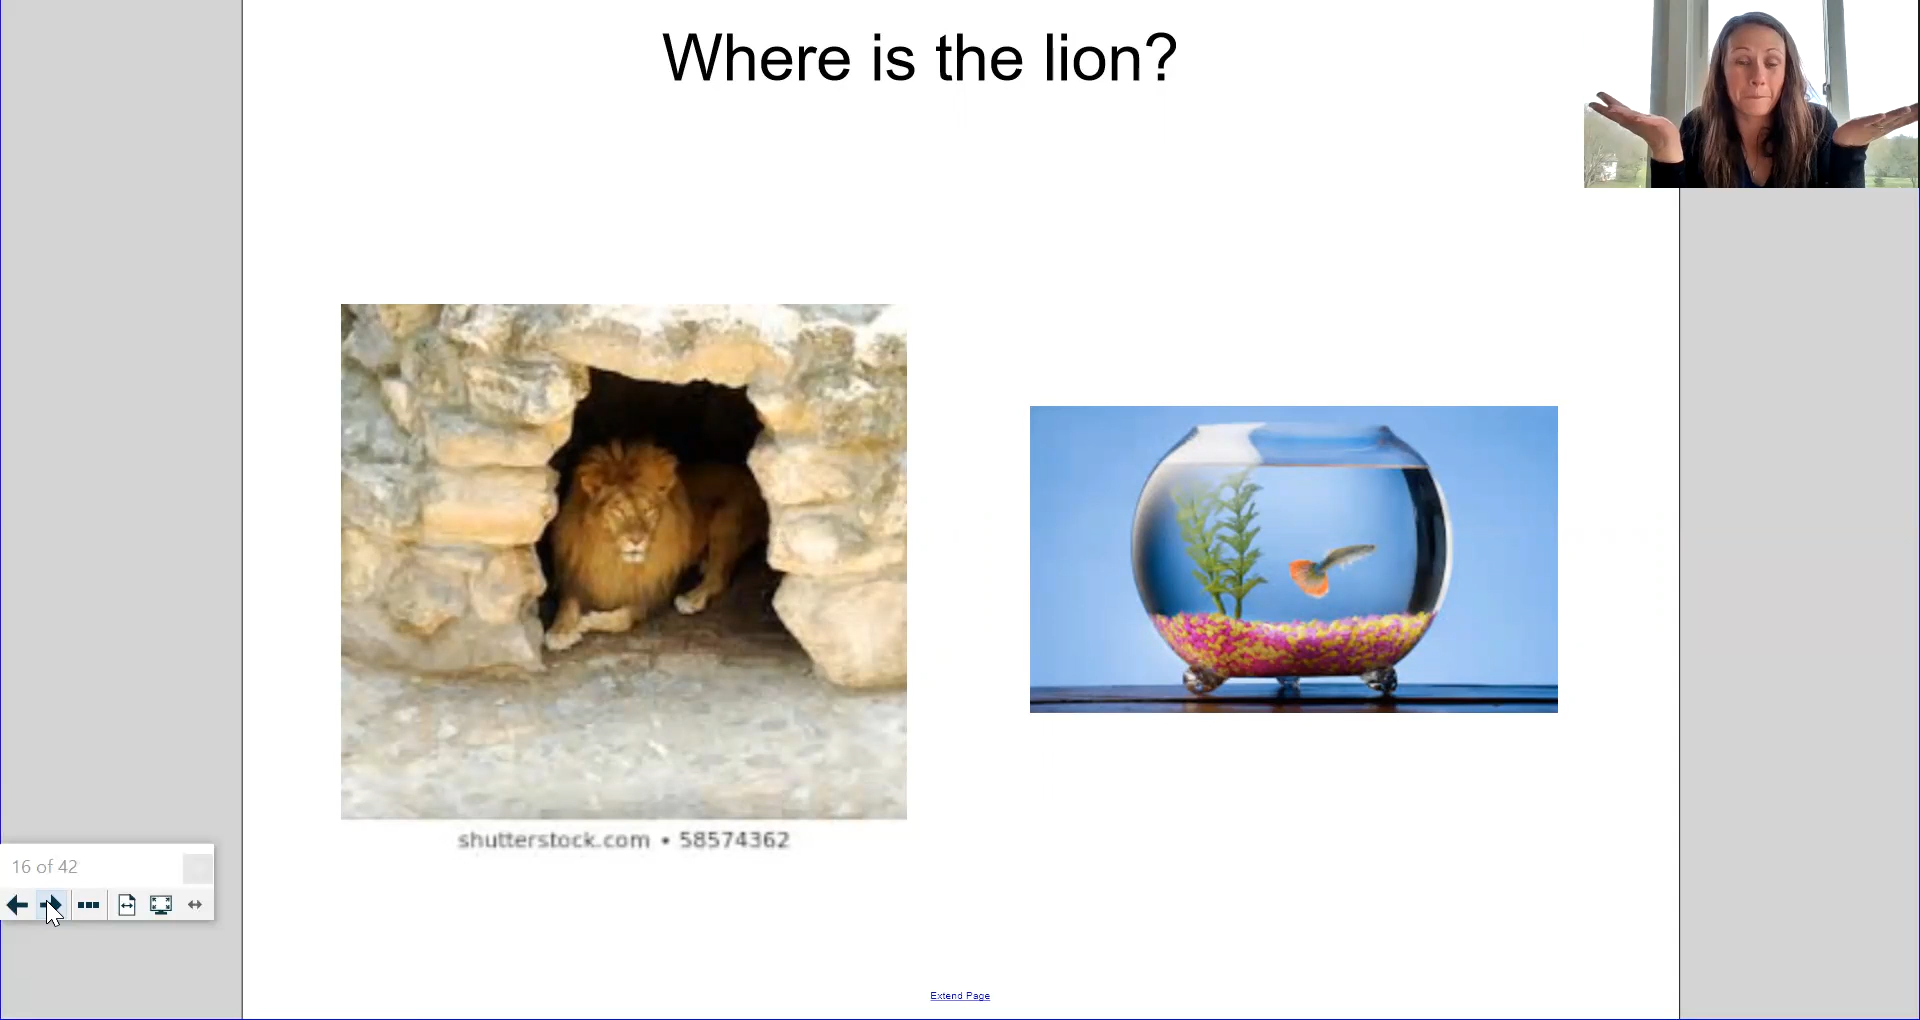 Where is the lion?
shutterstock.com • 58574362
16 of 42
Extend Page